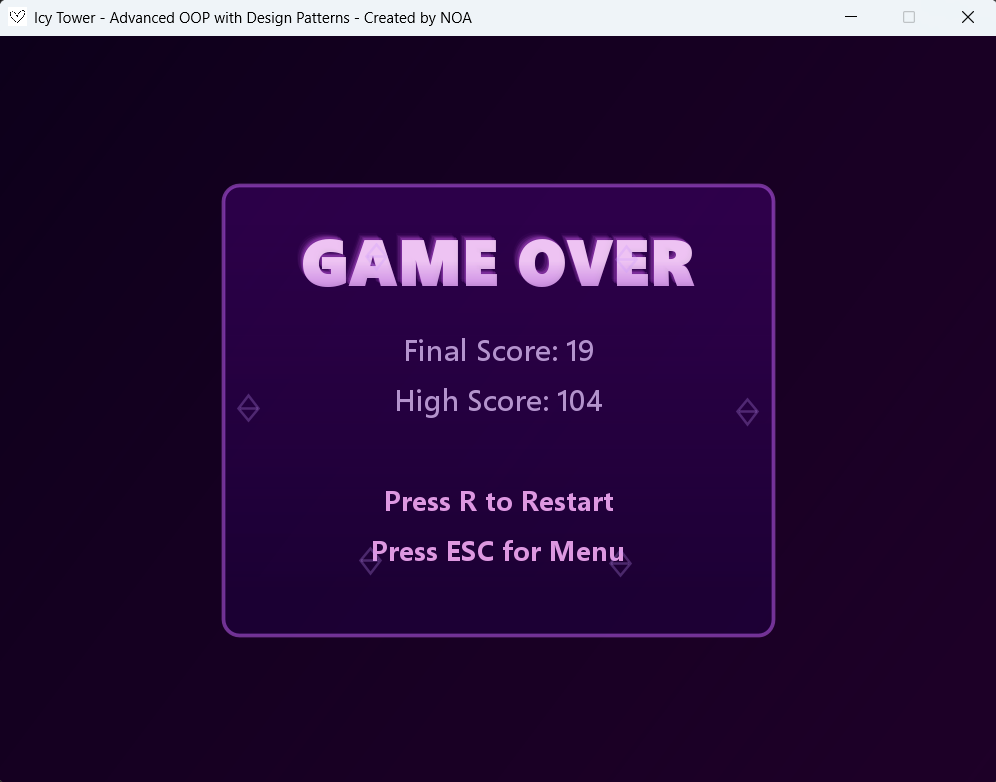 Icy Tower - Advanced OOP with Design Patterns - Created by NOA
GAME OVER
Final Score: 19
High Score: 104
Press R to Restart
Press ESC for Menu